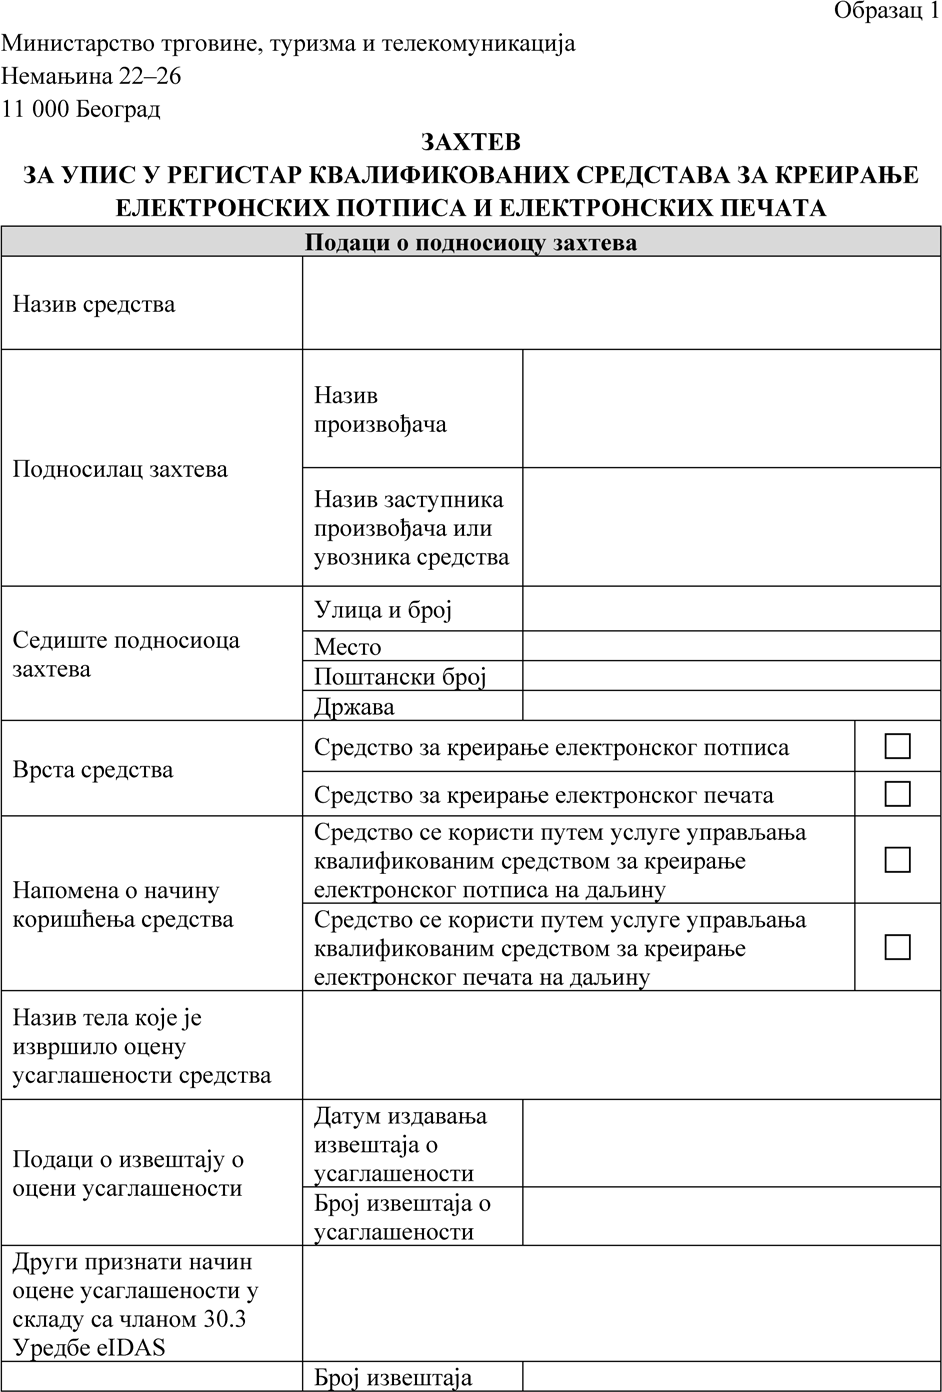 Образац 1
Министарство трговине, туризма и телекомуникација
Немањина 22–26
11 000 Београд
ЗАХТЕВ
ЗА УПИС У РЕГИСТАР КВАЛИФИКОВАНИХ СРЕДСТАВА ЗА КРЕИРАЊЕ
ЕЛЕКТРОНСКИХ ПОТПИСА И ЕЛЕКТРОНСКИХ ПЕЧАТА
Подаци о подносиоцу захтева
Назив средства
Подносилац захтева
Назив
произвођача
Назив заступника
произвођача или
увозника средства
Седиште подносиоца
захтева
Улица и број
Место
Поштански број
Држава
Врста средства
Средство за креирање електронског потписа
Средство за креирање електронског печата
Напомена о начину
коришћења средства
Средство се користи путем услуге управљања
квалификованим средством за креирање
електронског потписа на даљину
Средство се користи путем услуге управљања
квалификованим средством за креирање
електронског печата на даљину
Назив тела које је
извршило оцену
усаглашености средства
Подаци о извештају о
оцени усаглашености
Датум издавања
извештаја о
усаглашености
Број извештаја о
усаглашености
Други признати начин
оцене усаглашености у
складу са чланом 30.3
Уредбе eIDAS
Број извештаја